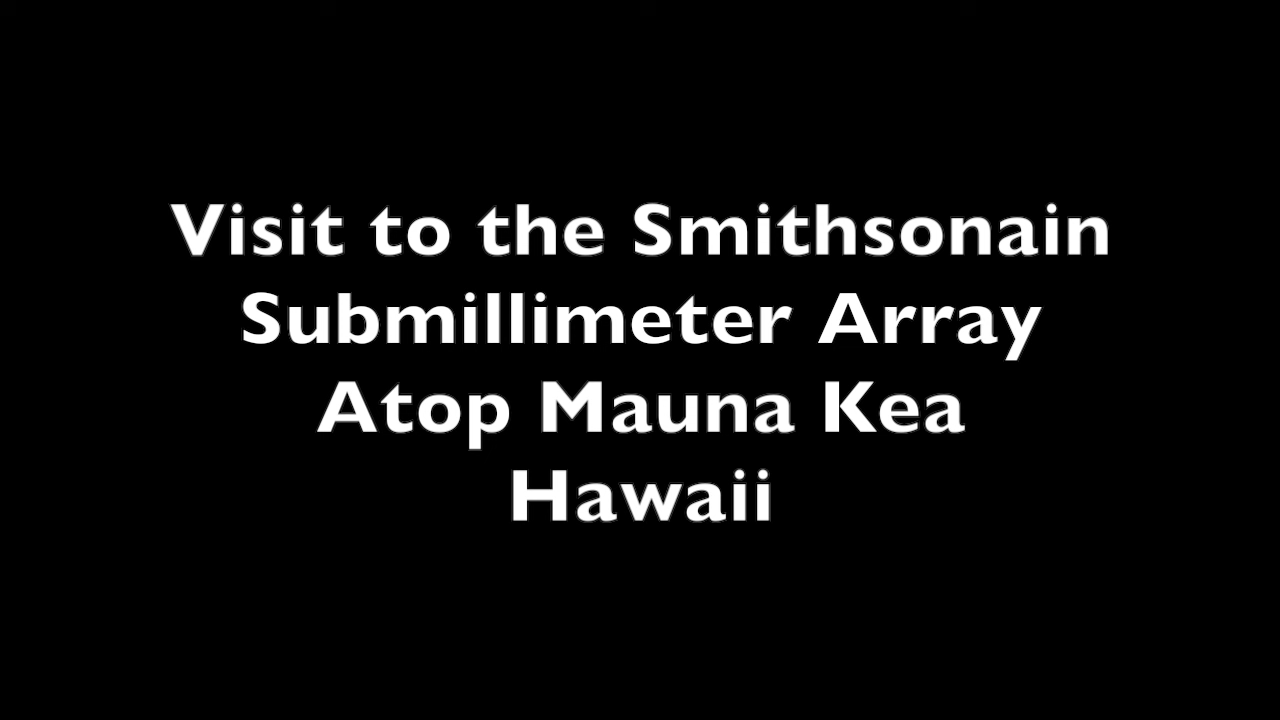 Visit to the Smithsonain
Submillimeter Array
Atop Mauna Kea
Hawaii